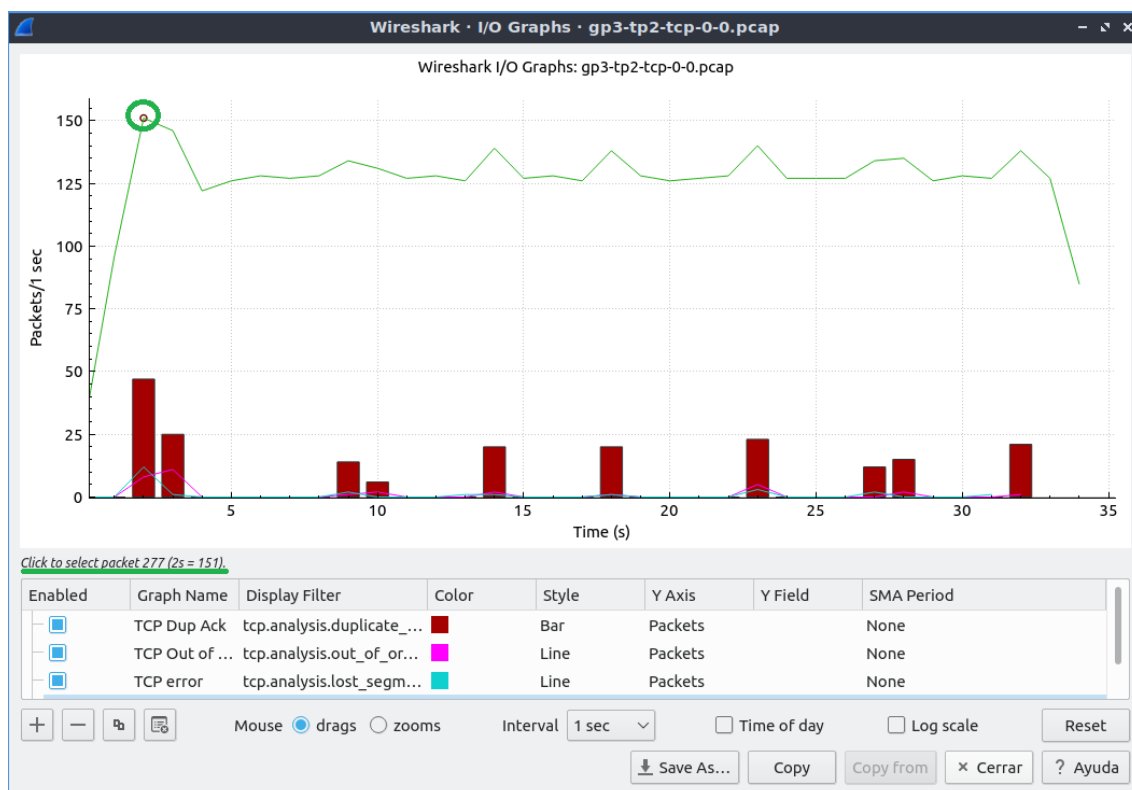 Wireshark · I/O Graphs · gp3-tp2-tcp-0-0.pcap
Wireshark I/O Graphs: gp3-tp2-tcp-0-0.pcap
Packets/1 sec
150
125
100
75
50
25
0
5 10 15 20 25 30 35
Time (s)
Click to select packet 277 (2s = 151).
Enabled Graph Name Display Filter Color Style Y Axis Y Field SMA Period
TCP Dup Ack tcp.analysis.duplicate_... Bar Packets None
TCP Out of ... tcp.analysis.out_of_or... Line Packets None
TCP error tcp.analysis.lost_segm... Line Packets None
Mouse drags zooms Interval 1 sec Time of day Log scale Reset
Save As... Copy Copy from Cerrar Ayuda